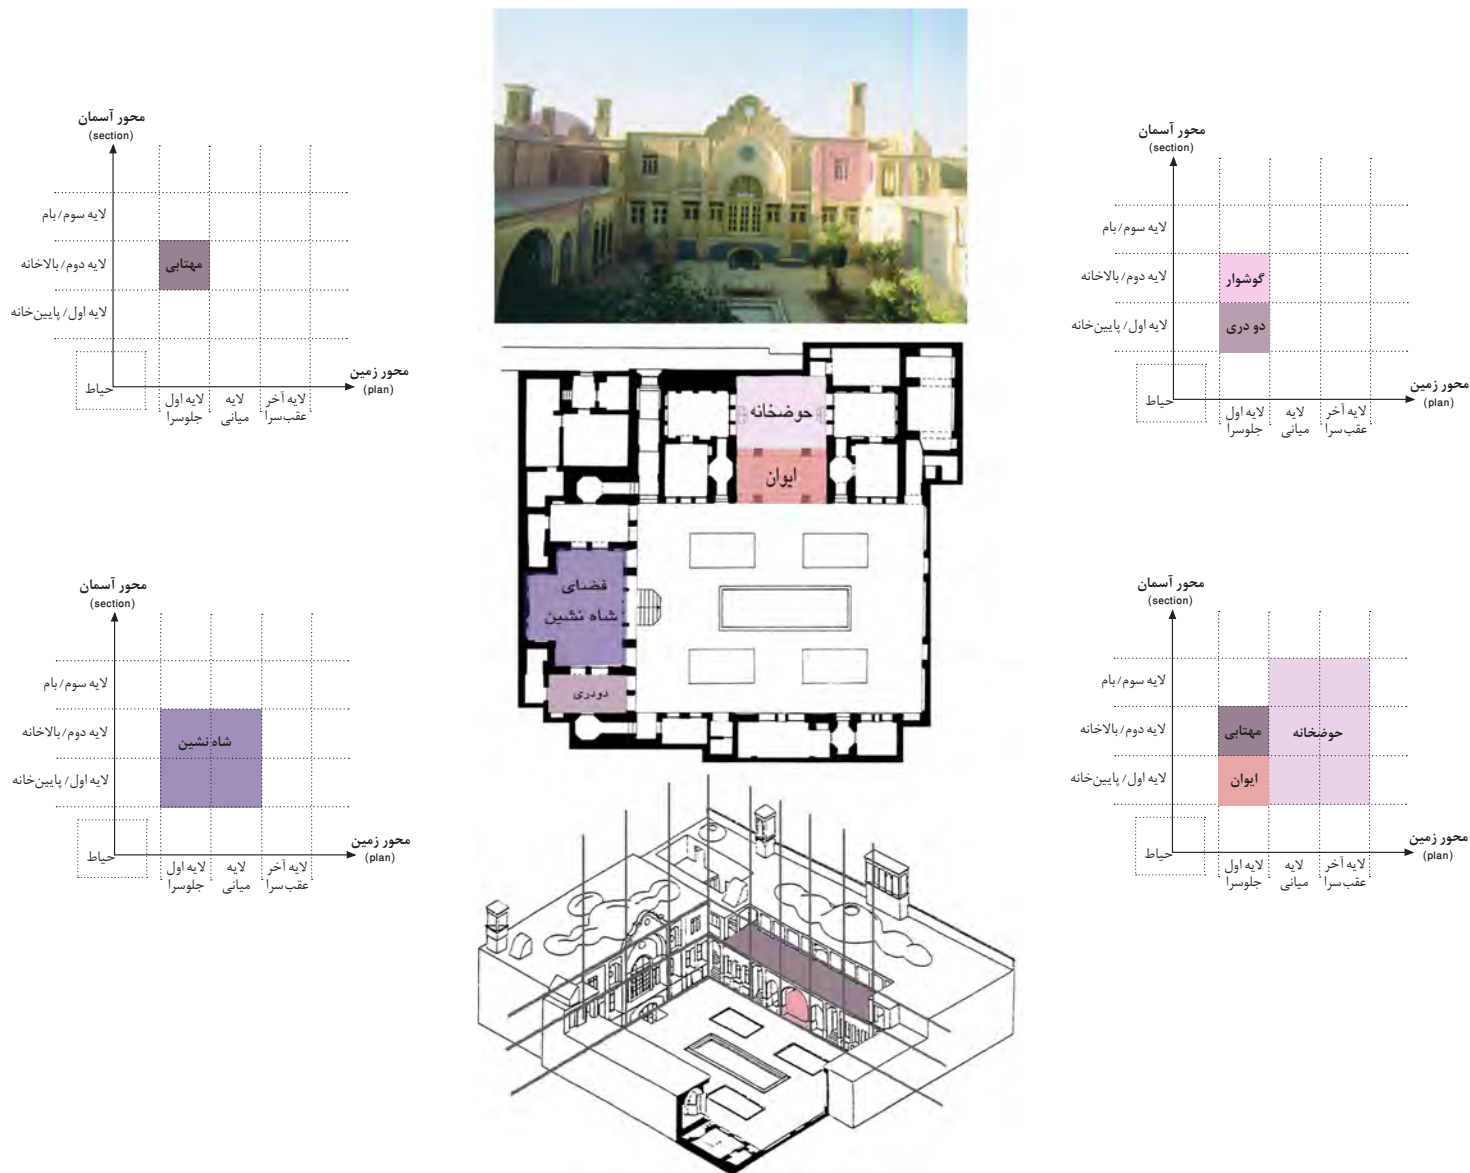 محور آسمان
(section)
لایه سوم/بام
لایه دوم/بالاخانه
لایه اول/پایین‌خانه
گوشوار
دو دری
حیاط
محور زمین
(plan)
لایه اول
جلوسرا
لایه
میانی
لایه آخر
عقب‌سرا
محور آسمان
(section)
لایه سوم/بام
لایه دوم/بالاخانه
لایه اول/پایین‌خانه
مهتابی
حیاط
محور زمین
(plan)
لایه اول
جلوسرا
لایه
میانی
لایه آخر
عقب‌سرا
حوضخانه
ایوان
فضای
شاه نشین
دودری
محور آسمان
(section)
لایه سوم/بام
لایه دوم/بالاخانه
لایه اول/پایین‌خانه
مهتابی
حوضخانه
ایوان
حیاط
محور زمین
(plan)
لایه اول
جلوسرا
لایه
میانی
لایه آخر
عقب‌سرا
محور آسمان
(section)
لایه سوم/بام
لایه دوم/بالاخانه
لایه اول/پایین‌خانه
شاه نشین
حیاط
محور زمین
(plan)
لایه اول
جلوسرا
لایه
میانی
لایه آخر
عقب‌سرا